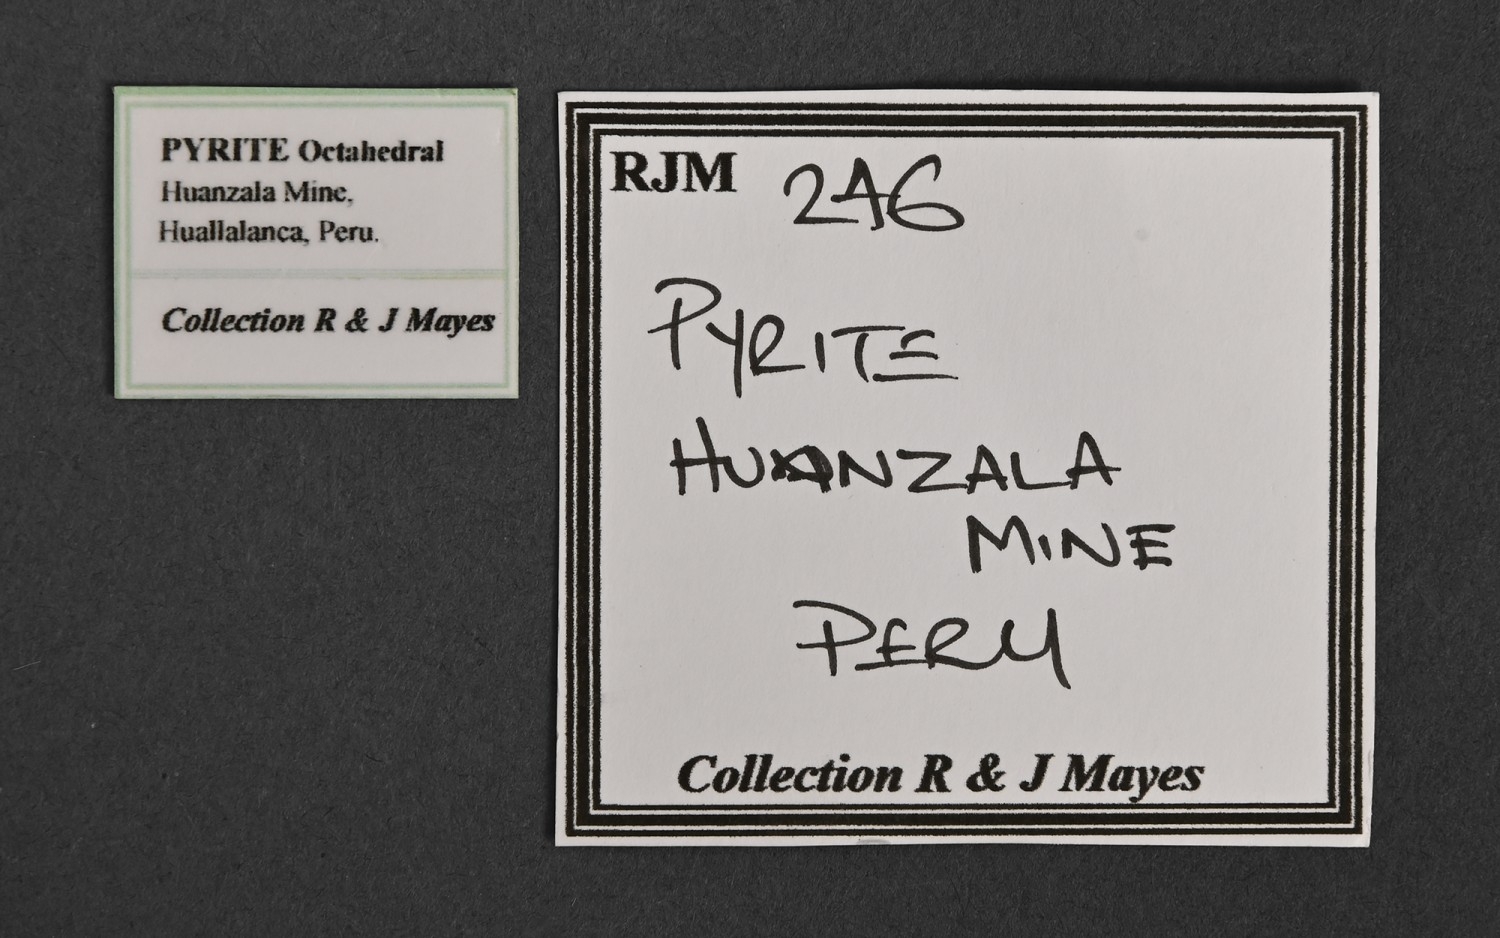 PYRITE Octahedral
Huanzala Mine,
Huallalanca, Peru.
Collection R & J Mayes
RJM 246
PYRITE
HUANZALA
MINE
PERU
Collection R & J Mayes